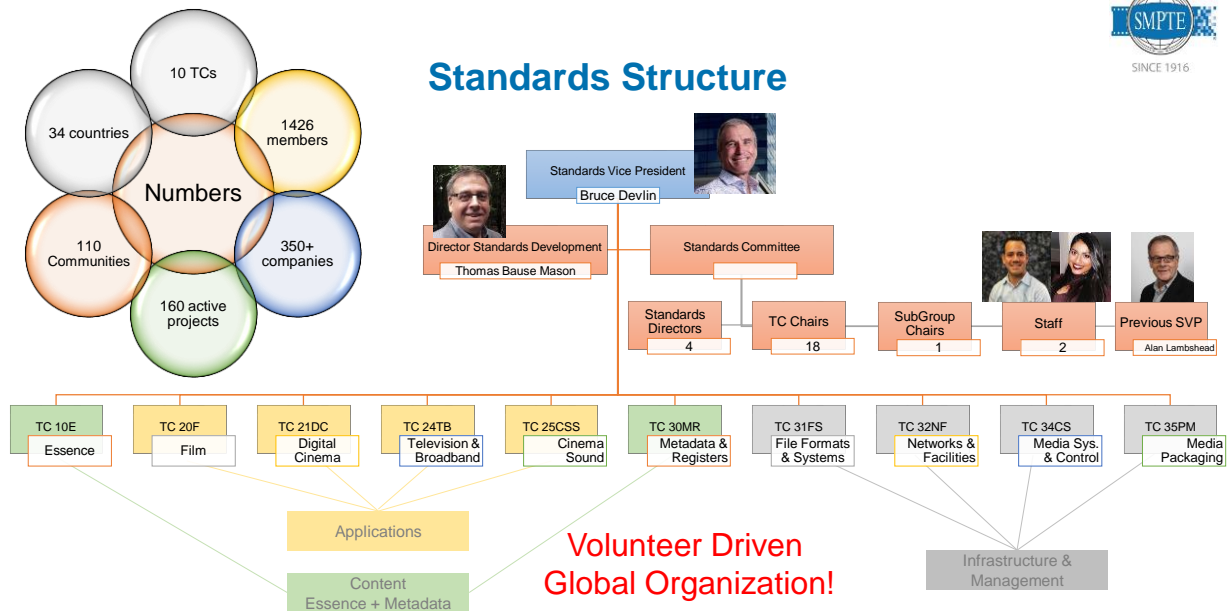 SMPTE
SINCE 1916
Standards Structure
10 TCs
34 countries
1426
members
Numbers
110
Communities
350+
companies
160 active
projects
Standards Vice President
Bruce Devlin
Director Standards Development
Thomas Bause Mason
Standards Committee
Standards
Directors
4
TC Chairs
18
SubGroup
Chairs
1
Staff
2
Previous SVP
Alan Lambshead
TC 10E
Essence
TC 20F
Film
TC 21DC
Digital
Cinema
TC 24TB
Television &
Broadband
TC 25CSS
Cinema
Sound
TC 30MR
Metadata &
Registers
TC 31FS
File Formats
& Systems
TC 32NF
Networks &
Facilities
TC 34CS
Media Sys.
& Control
TC 35PM
Media
Packaging
Applications
Content
Essence + Metadata
Volunteer Driven
Global Organization!
Infrastructure &
Management